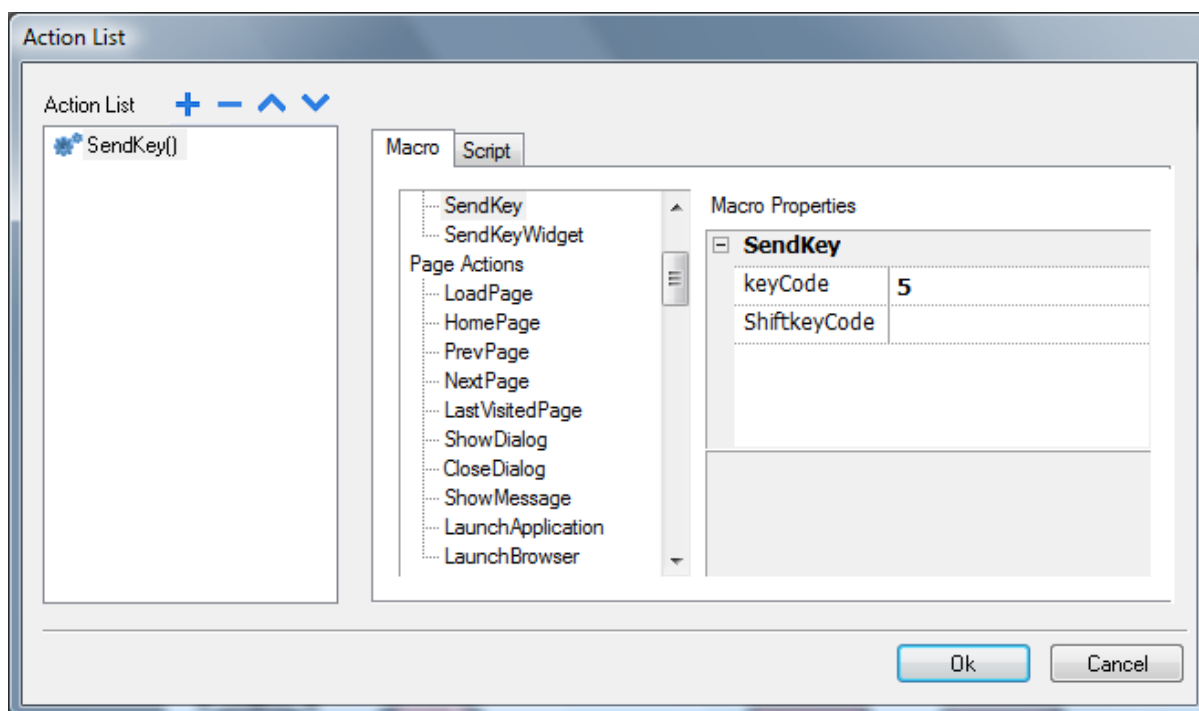 Action List
Action List
SendKey()
Macro Script
SendKey
SendKeyWidget
Page Actions
LoadPage
HomePage
PrevPage
NextPage
LastVisitedPage
ShowDialog
CloseDialog
ShowMessage
LaunchApplication
LaunchBrowser
Macro Properties
SendKey
keyCode 5
ShiftkeyCode
Ok Cancel